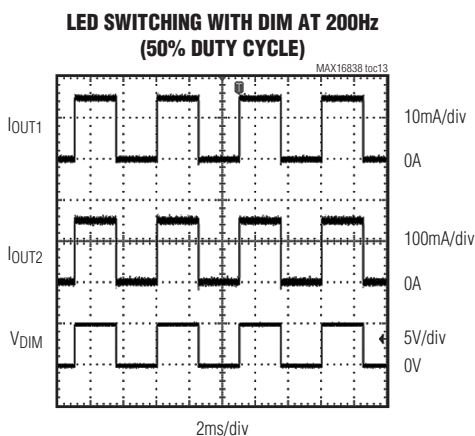 LED SWITCHING WITH DIM AT 200Hz
(50% DUTY CYCLE)
MAX16838 toc13
T
IOUT1
10mA/div
0A
IOUT2
100mA/div
0A
VDIM
5V/div
0V
2ms/div